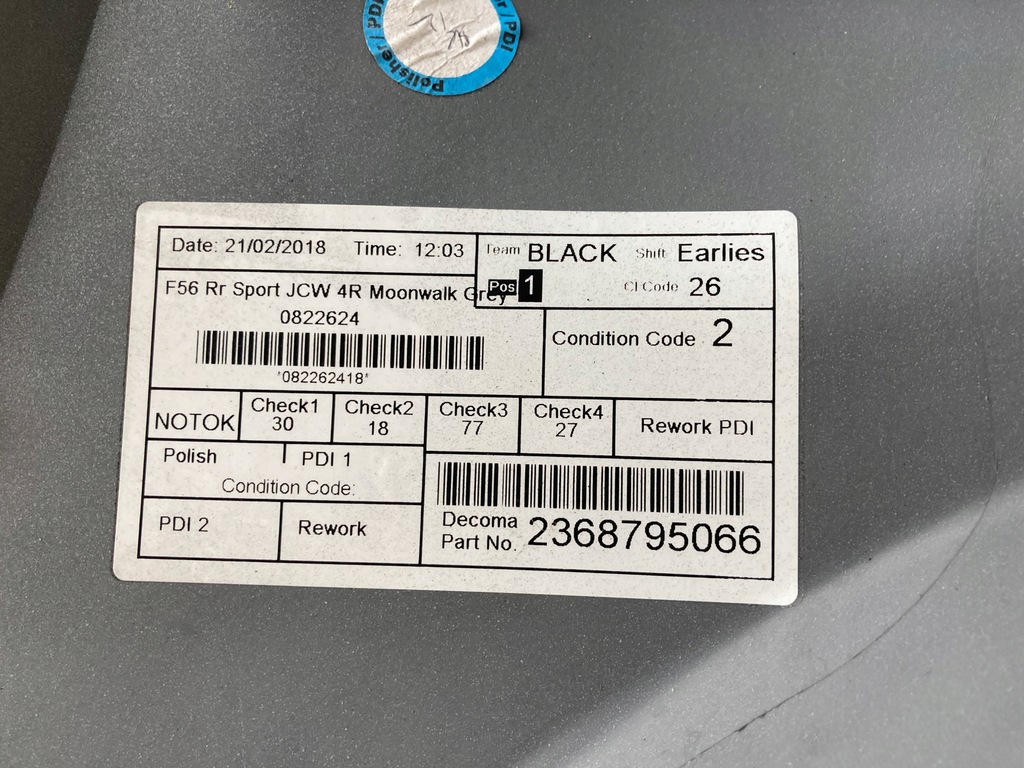 Polisher / PDI
Date: 21/02/2018 Time: 12:03 Team BLACK Shift Earlies
Pos 1 CI Code 26
F56 Rr Sport JCW 4R Moonwalk Grey
0822624
*082262418*
Condition Code 2
NOTOK Check1 30 Check2 18 Check3 77 Check4 27 Rework PDI
Polish PDI 1
Condition Code:
PDI 2 Rework
Decoma
Part No. 2368795066